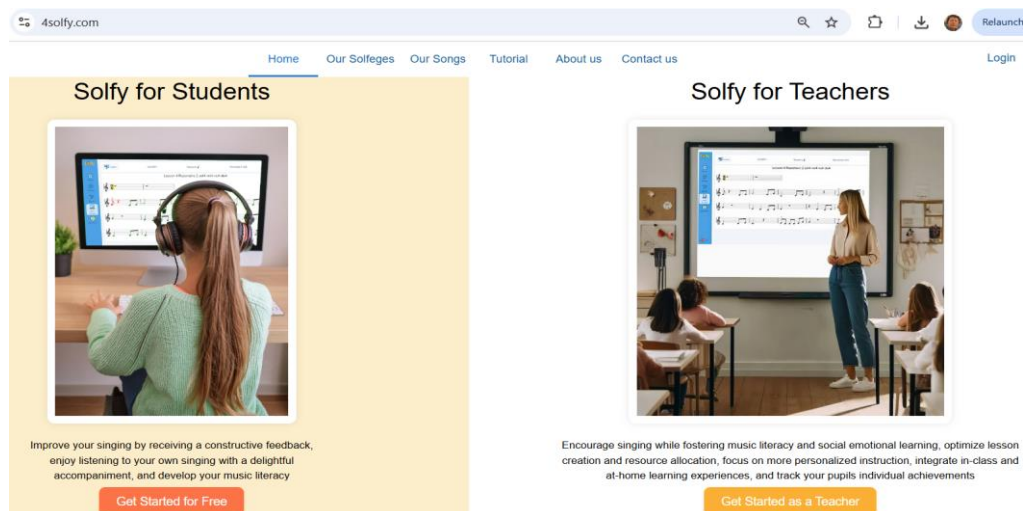 4solfy.com
Relaunch
Home Our Solfeges Our Songs Tutorial About us Contact us Login
Solfy for Students
Improve your singing by receiving a constructive feedback,
enjoy listening to your own singing with a delightful
accompaniment, and develop your music literacy
Get Started for Free
Solfy for Teachers
Encourage singing while fostering music literacy and social emotional learning, optimize lesson
creation and resource allocation, focus on more personalized instruction, integrate in-class and
at-home learning experiences, and track your pupils individual achievements
Get Started as a Teacher